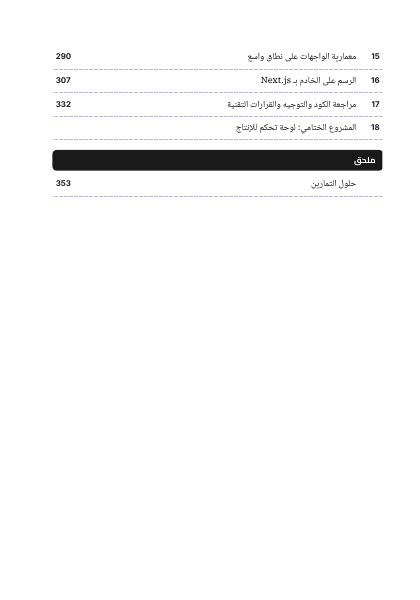 15 معمارية الواجهات على نطاق واسع 290
16 الرسم على الخادم بـ Next.js 307
17 مراجعة الكود والتوجيه والقرارات التقنية 332
18 المشروع الختامي: لوحة تحكم للإنتاج
ملحق
حلول التمارين 353